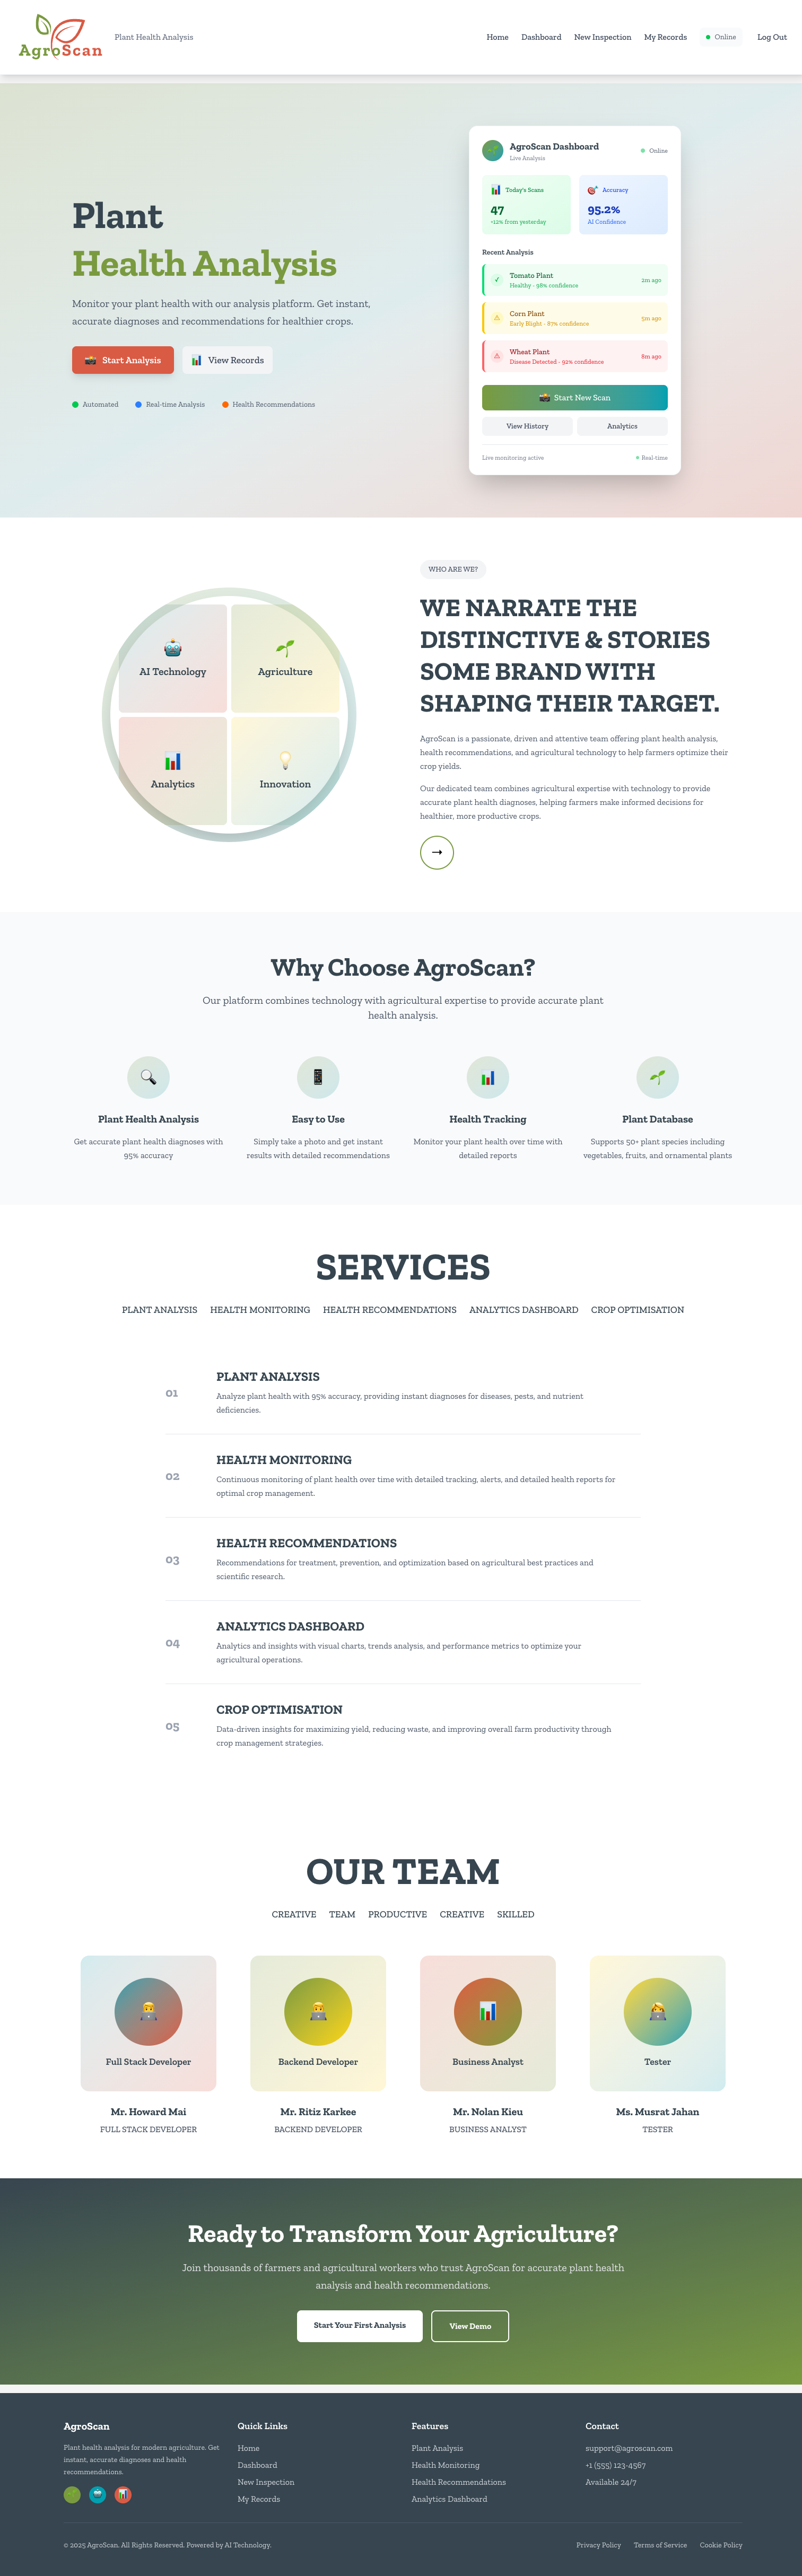 AgroScan
Plant Health Analysis
Home
Dashboard
New Inspection
My Records
Online
Log Out
Plant
Health Analysis
Monitor your plant health with our analysis platform. Get instant,
accurate diagnoses and recommendations for healthier crops.
Start Analysis
View Records
Automated
Real-time Analysis
Health Recommendations
AgroScan Dashboard
Live Analysis
Online
Today's Scans
47
+12% from yesterday
Accuracy
95.2%
AI Confidence
Recent Analysis
Tomato Plant
Healthy - 98% confidence
2m ago
Corn Plant
Early Blight - 87% confidence
5m ago
Wheat Plant
Disease Detected - 92% confidence
8m ago
Start New Scan
View History
Analytics
Live monitoring active
Real-time
AI Technology
Agriculture
Analytics
Innovation
WHO ARE WE?
WE NARRATE THE
DISTINCTIVE & STORIES
SOME BRAND WITH
SHAPING THEIR TARGET.
AgroScan is a passionate, driven and attentive team offering plant health analysis,
health recommendations, and agricultural technology to help farmers optimize their
crop yields.
Our dedicated team combines agricultural expertise with technology to provide
accurate plant health diagnoses, helping farmers make informed decisions for
healthier, more productive crops.
→
Why Choose AgroScan?
Our platform combines technology with agricultural expertise to provide accurate plant
health analysis.
Plant Health Analysis
Get accurate plant health diagnoses with
95% accuracy
Easy to Use
Simply take a photo and get instant
results with detailed recommendations
Health Tracking
Monitor your plant health over time with
detailed reports
Plant Database
Supports 50+ plant species including
vegetables, fruits, and ornamental plants
SERVICES
PLANT ANALYSIS
HEALTH MONITORING
HEALTH RECOMMENDATIONS
ANALYTICS DASHBOARD
CROP OPTIMISATION
01
PLANT ANALYSIS
Analyze plant health with 95% accuracy, providing instant diagnoses for diseases, pests, and nutrient
deficiencies.
02
HEALTH MONITORING
Continuous monitoring of plant health over time with detailed tracking, alerts, and detailed health reports for
optimal crop management.
03
HEALTH RECOMMENDATIONS
Recommendations for treatment, prevention, and optimization based on agricultural best practices and
scientific research.
04
ANALYTICS DASHBOARD
Analytics and insights with visual charts, trends analysis, and performance metrics to optimize your
agricultural operations.
05
CROP OPTIMISATION
Data-driven insights for maximizing yield, reducing waste, and improving overall farm productivity through
crop management strategies.
OUR TEAM
CREATIVE
TEAM
PRODUCTIVE
CREATIVE
SKILLED
Full Stack Developer
Mr. Howard Mai
FULL STACK DEVELOPER
Backend Developer
Mr. Ritiz Karkee
BACKEND DEVELOPER
Business Analyst
Mr. Nolan Kieu
BUSINESS ANALYST
Tester
Ms. Musrat Jahan
TESTER
Ready to Transform Your Agriculture?
Join thousands of farmers and agricultural workers who trust AgroScan for accurate plant health
analysis and health recommendations.
Start Your First Analysis
View Demo
AgroScan
Plant health analysis for modern agriculture. Get
instant, accurate diagnoses and health
recommendations.
Quick Links
Home
Dashboard
New Inspection
My Records
Features
Plant Analysis
Health Monitoring
Health Recommendations
Analytics Dashboard
Contact
support@agroscan.com
+1 (555) 123-4567
Available 24/7
© 2025 AgroScan. All Rights Reserved. Powered by AI Technology.
Privacy Policy
Terms of Service
Cookie Policy